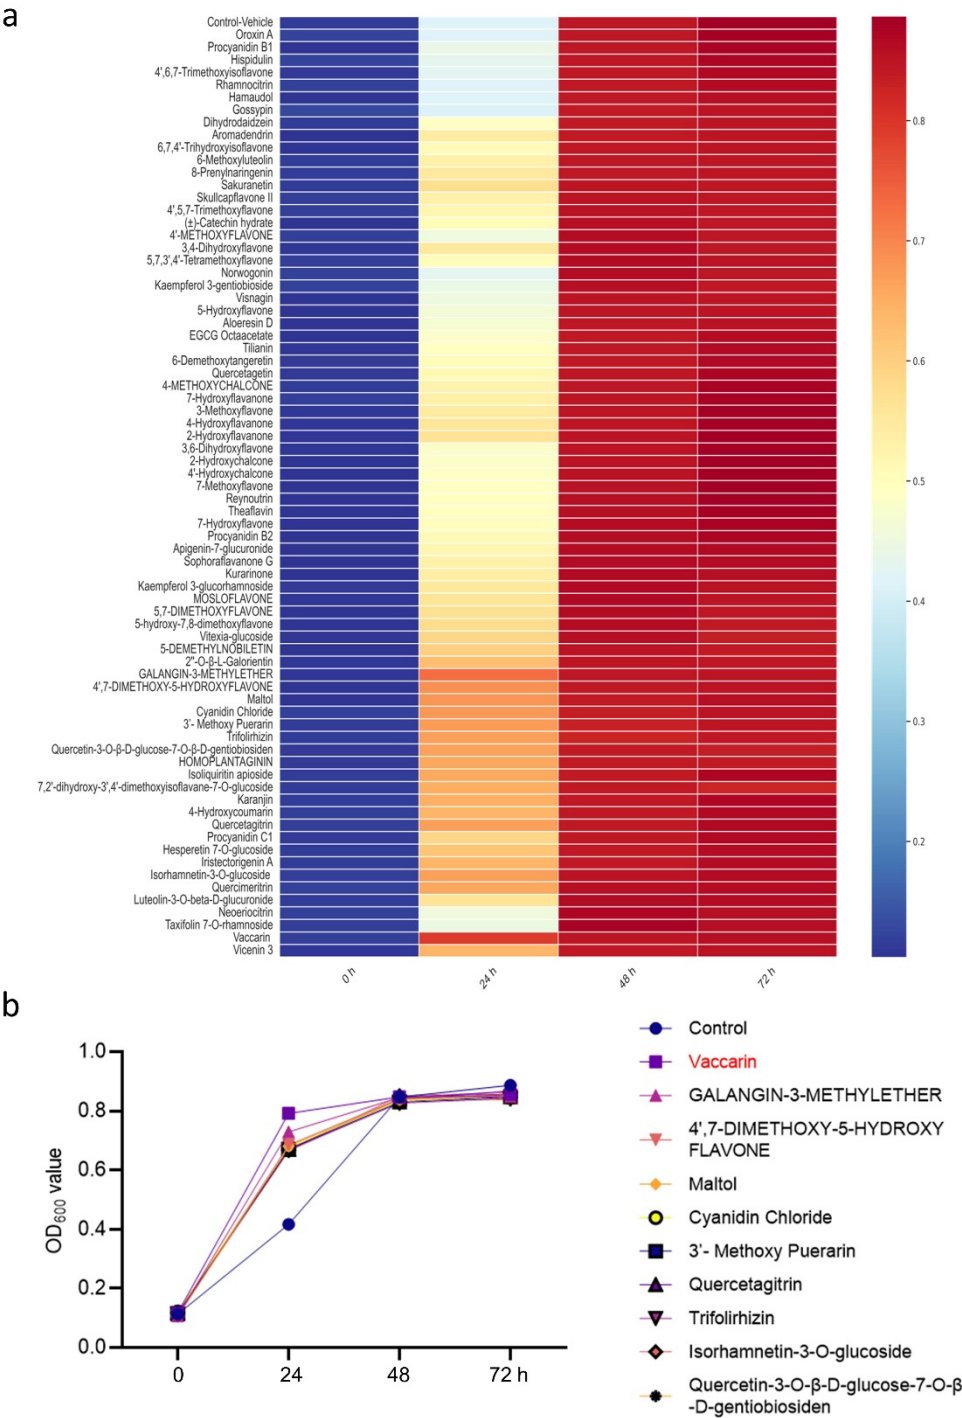 a
Control-Vehicle
Oroxin A
Procyanidin B1
Hispidulin
4',6,7-Trimethoxyisoflavone
Rhamnocitrin
Hamaudol
Gossypin
Dihydrodaidzein
Aromadendrin
6,7,4'-Trihydroxyisoflavone
6-Methoxyluteolin
8-Prenylnaringenin
Sakuranetin
Skullcapflavone II
4',5,7-Trimethoxyflavone
(±)-Catechin hydrate
4'-METHOXYFLAVONE
3,4-Dihydroxyflavone
5,7,3',4'-Tetramethoxyflavone
Norwogonin
Kaempferol 3-gentiobioside
Visnagin
5-Hydroxyflavone
Aloeresin D
EGCG Octaacetate
Tilianin
6-Demethoxytangeretin
Quercetagetin
4-METHOXYCHALCONE
7-Hydroxyflavanone
3-Methoxyflavone
4-Hydroxyflavanone
2-Hydroxyflavanone
3,6-Dihydroxyflavone
2-Hydroxychalcone
4'-Hydroxychalcone
7-Methoxyflavone
Reynoutrin
Theaflavin
7-Hydroxyflavone
Procyanidin B2
Apigenin-7-glucuronide
Sophoraflavanone G
Kurarinone
Kaempferol 3-glucorhamnoside
MOSLOFLAVONE
5,7-DIMETHOXYFLAVONE
5-hydroxy-7,8-dimethoxyflavone
Vitexia-glucoside
5-DEMETHYLNOBILETIN
2"-O-β-L-Galorientin
GALANGIN-3-METHYLETHER
4',7-DIMETHOXY-5-HYDROXYFLAVONE
Maltol
Cyanidin Chloride
3'- Methoxy Puerarin
Trifolirhizin
Quercetin-3-O-β-D-glucose-7-O-β-D-gentiobiosiden
HOMOPLANTAGININ
Isoliquiritin apioside
7,2'-dihydroxy-3',4'-dimethoxyisoflavane-7-O-glucoside
Karanjin
4-Hydroxycoumarin
Quercetagitrin
Procyanidin C1
Hesperetin 7-O-glucoside
Iristectorigenin A
Isorhamnetin-3-O-glucoside
Quercimeritrin
Luteolin-3-O-beta-D-glucuronide
Neoeriocitrin
Taxifolin 7-O-rhamnoside
Vaccarin
Vicenin 3
0 h
24 h
48 h
72 h
0.8
0.7
0.6
0.5
0.4
0.3
0.2
b
OD600 value
1.0
0.8
0.6
0.4
0.2
0.0
0
24
48
72 h
Control
Vaccarin
GALANGIN-3-METHYLETHER
4',7-DIMETHOXY-5-HYDROXY
FLAVONE
Maltol
Cyanidin Chloride
3'- Methoxy Puerarin
Quercetagitrin
Trifolirhizin
Isorhamnetin-3-O-glucoside
Quercetin-3-O-β-D-glucose-7-O-β
-D-gentiobiosiden